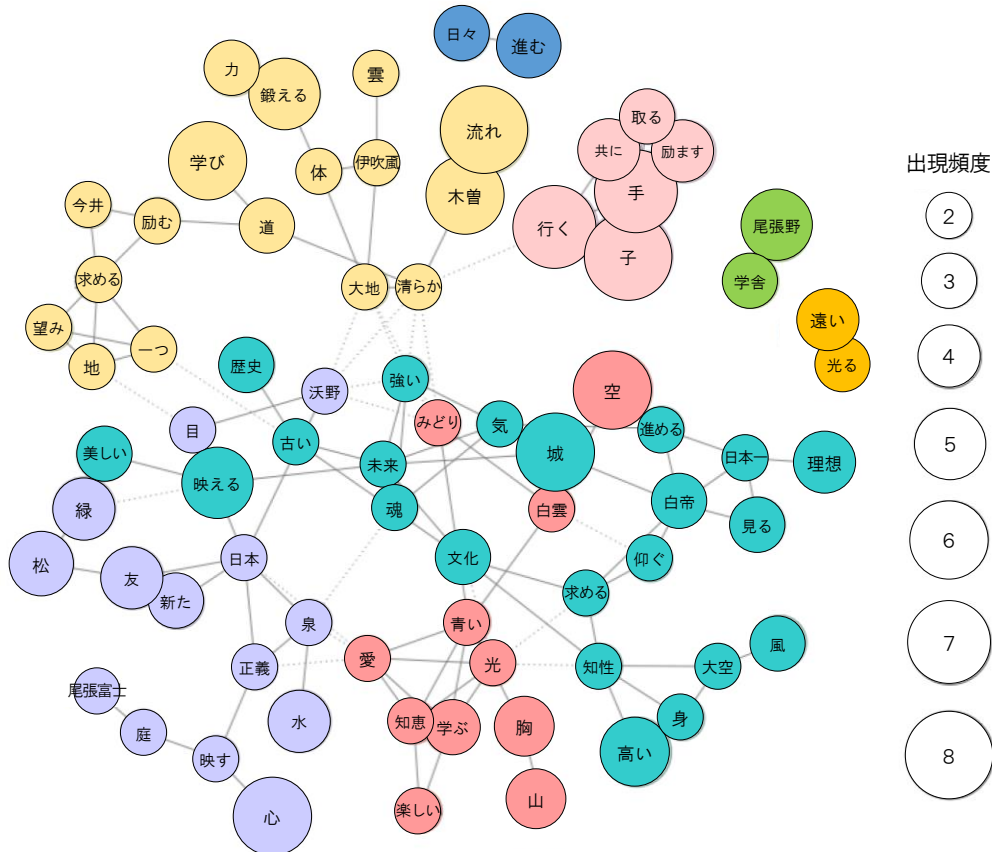 日々
進む
力
鍛える
雲
流れ
取る
共に
励ます
学び
体
伊吹颪
木曽
手
出現頻度
2
今井
励む
道
行く
子
尾張野
求める
大地
清らか
学舎
3
望み
地
一つ
遠い
光る
4
歴史
沃野
強い
空
目
古い
みどり
気
進める
美しい
映える
未来
城
日本一
理想
5
緑
魂
白雲
白帝
見る
松
友
新た
日本
文化
仰ぐ
6
泉
青い
求める
正義
愛
光
知性
大空
風
7
尾張富士
庭
水
知恵
学ぶ
胸
身
高い
映す
心
楽しい
山
8